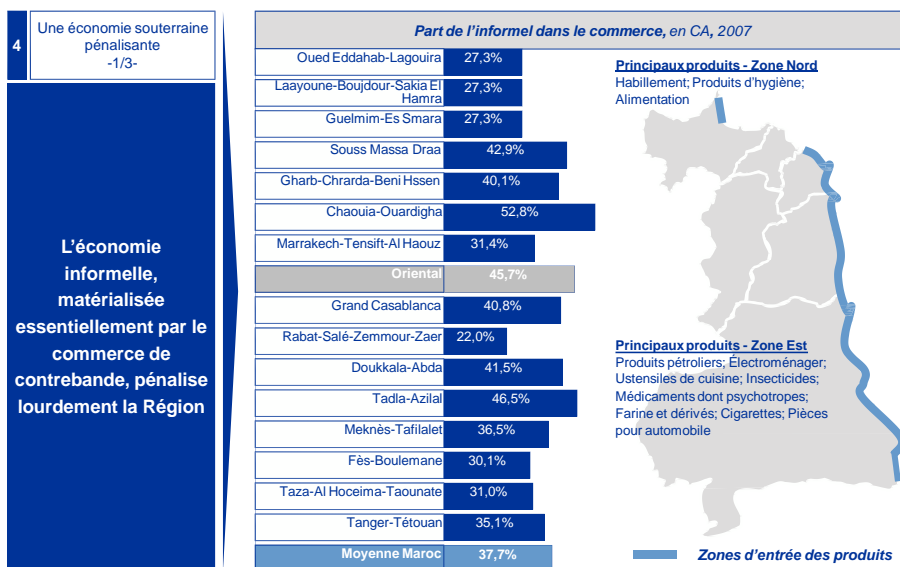 4
Une économie souterraine
pénalisante
-1/3-
L'économie
informelle,
matérialisée
essentiellement par le
commerce de
contrebande, pénalise
lourdement la Région
Part de l'informel dans le commerce, en CA, 2007
Oued Eddahab-Lagouira 27,3%
Laayoune-Boujdour-Sakia El
Hamra 27,3%
Guelmim-Es Smara 27,3%
Souss Massa Draa 42,9%
Gharb-Chrarda-Beni Hssen 40,1%
Chaouia-Ouardigha 52,8%
Marrakech-Tensift-Al Haouz 31,4%
Oriental 45,7%
Grand Casablanca 40,8%
Rabat-Salé-Zemmour-Zaer 22,0%
Doukkala-Abda 41,5%
Tadla-Azilal 46,5%
Meknès-Tafilalet 36,5%
Fès-Boulemane 30,1%
Taza-Al Hoceima-Taounate 31,0%
Tanger-Tétouan 35,1%
Moyenne Maroc 37,7%
Principaux produits - Zone Nord
Habillement; Produits d'hygiène;
Alimentation
Principaux produits - Zone Est
Produits pétroliers; Électroménager;
Ustensiles de cuisine; Insecticides;
Médicaments dont psychotropes;
Farine et dérivés; Cigarettes; Pièces
pour automobile
Zones d'entrée des produits